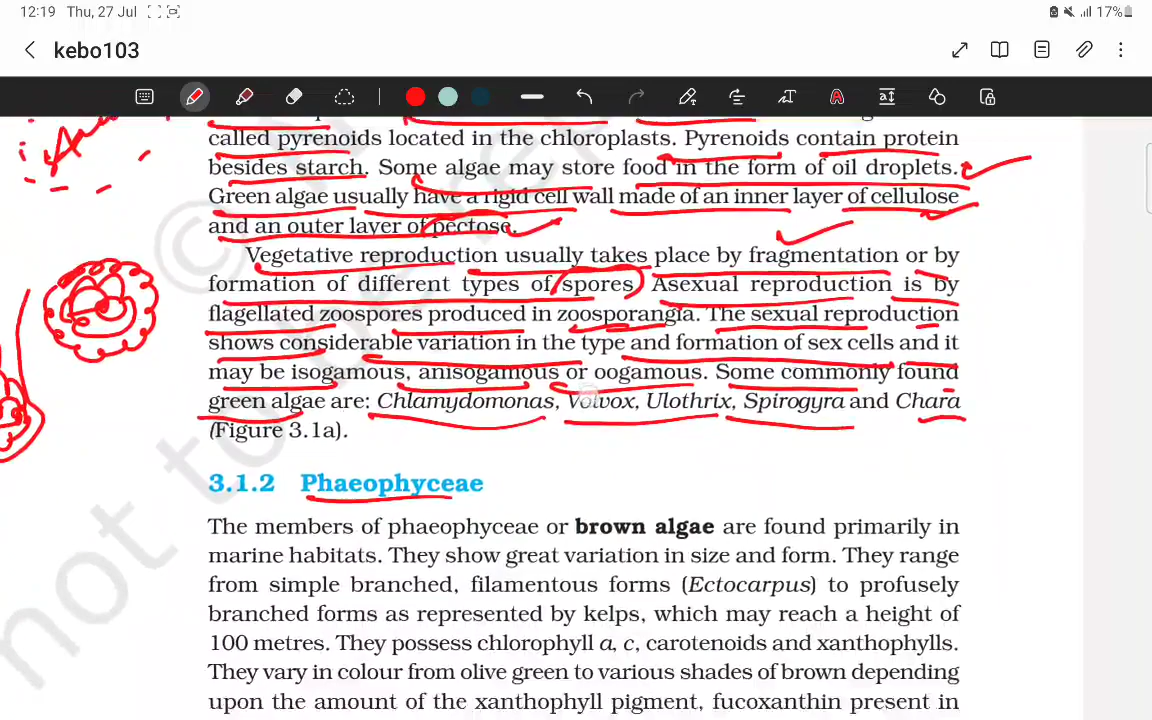 12:19 Thu, 27 Jul 17%
kebo103
called pyrenoids located in the chloroplasts. Pyrenoids contain protein
besides starch. Some algae may store food in the form of oil droplets.
Green algae usually have a rigid cell wall made of an inner layer of cellulose
and an outer layer of pectose.
Vegetative reproduction usually takes place by fragmentation or by
formation of different types of spores. Asexual reproduction is by
flagellated zoospores produced in zoosporangia. The sexual reproduction
shows considerable variation in the type and formation of sex cells and it
may be isogamous, anisogamous or oogamous. Some commonly found
green algae are: Chlamydomonas, Volvox, Ulothrix, Spirogyra and Chara
(Figure 3.1a).
3.1.2 Phaeophyceae
The members of phaeophyceae or brown algae are found primarily in
marine habitats. They show great variation in size and form. They range
from simple branched, filamentous forms (Ectocarpus) to profusely
branched forms as represented by kelps, which may reach a height of
100 metres. They possess chlorophyll a, c, carotenoids and xanthophylls.
They vary in colour from olive green to various shades of brown depending
upon the amount of the xanthophyll pigment, fucoxanthin present in
not to